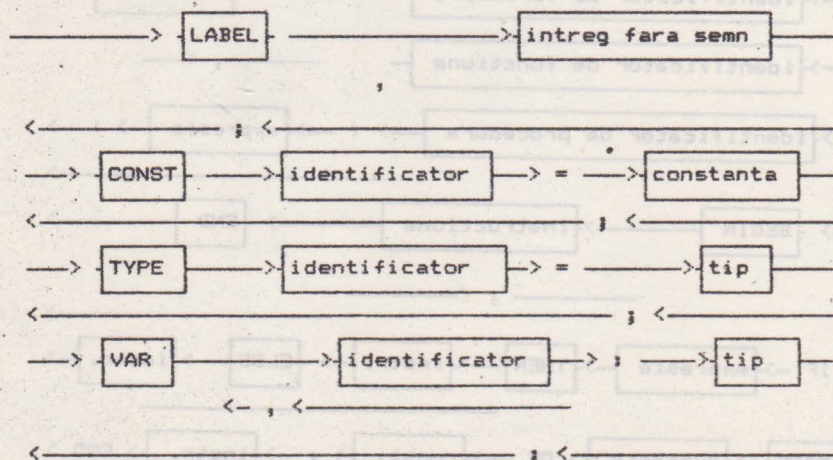 LABEL intreg fara semn
,
;
CONST identificator = constanta
;
TYPE identificator = tip
;
VAR identificator : tip
,
;